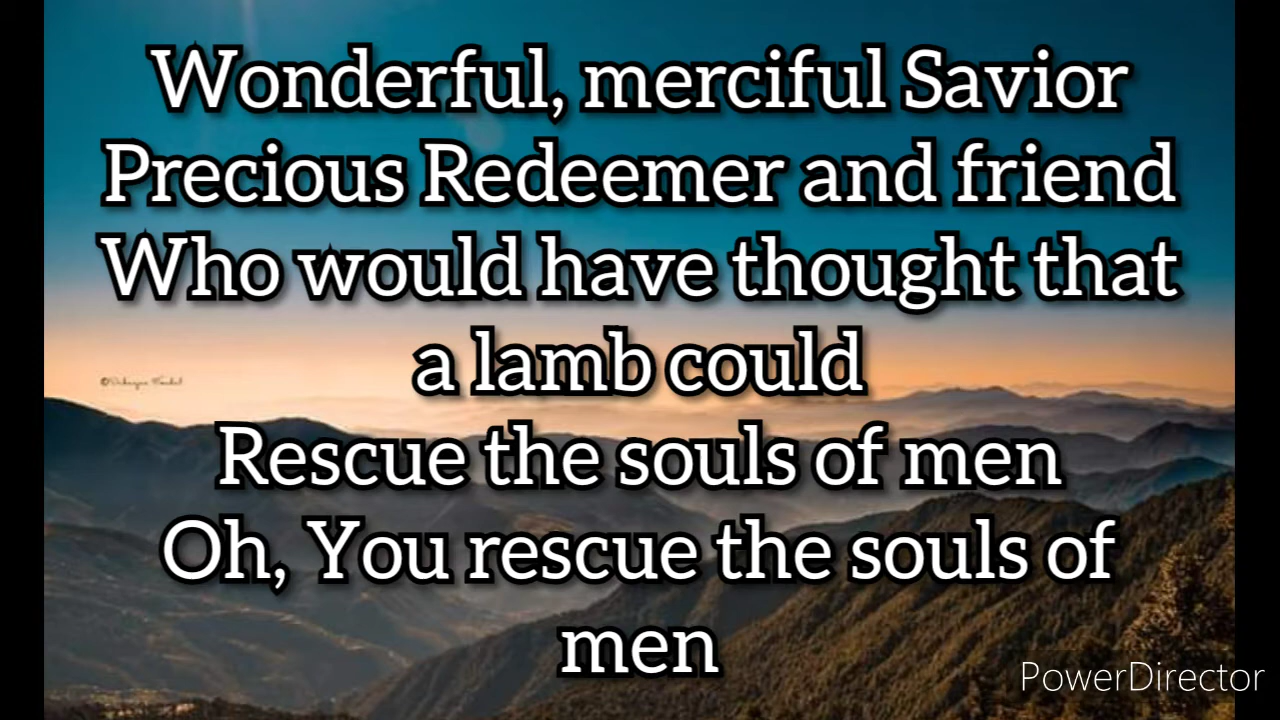 Wonderful, merciful Savior
Precious Redeemer and friend
Who would have thought that
a lamb could
Rescue the souls of men
Oh, You rescue the souls of
men
PowerDirector